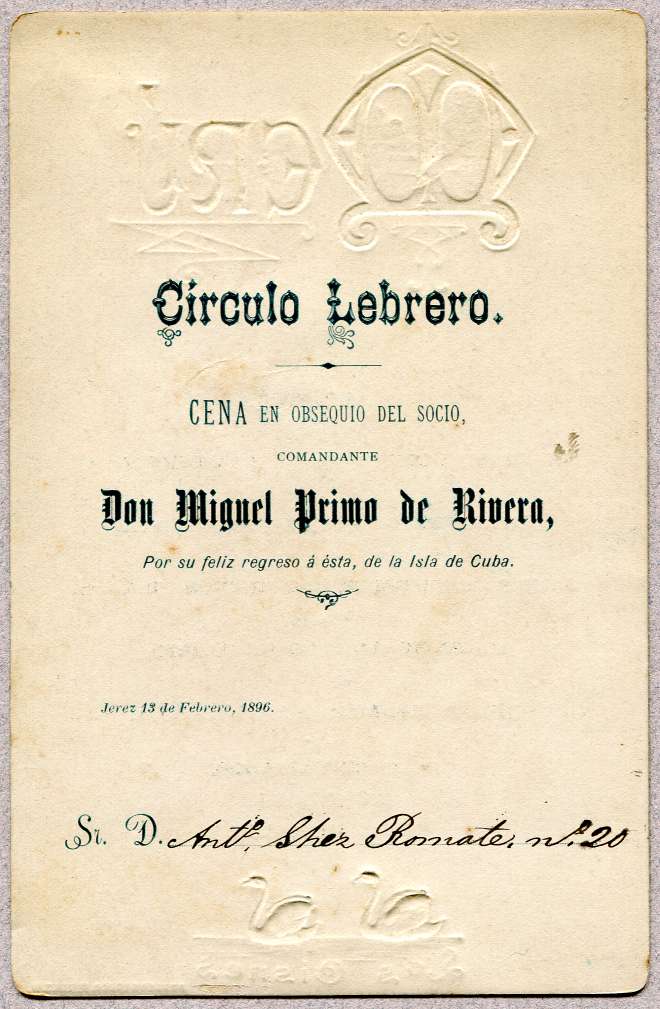 Círculo Lebrero.
CENA EN OBSEQUIO DEL SOCIO,
COMANDANTE
Don Miguel Primo de Rivera,
Por su feliz regreso á ésta, de la Isla de Cuba.
Jerez 13 de Febrero, 1896.
Sr. D. Antº. Shez Romate. nº. 20